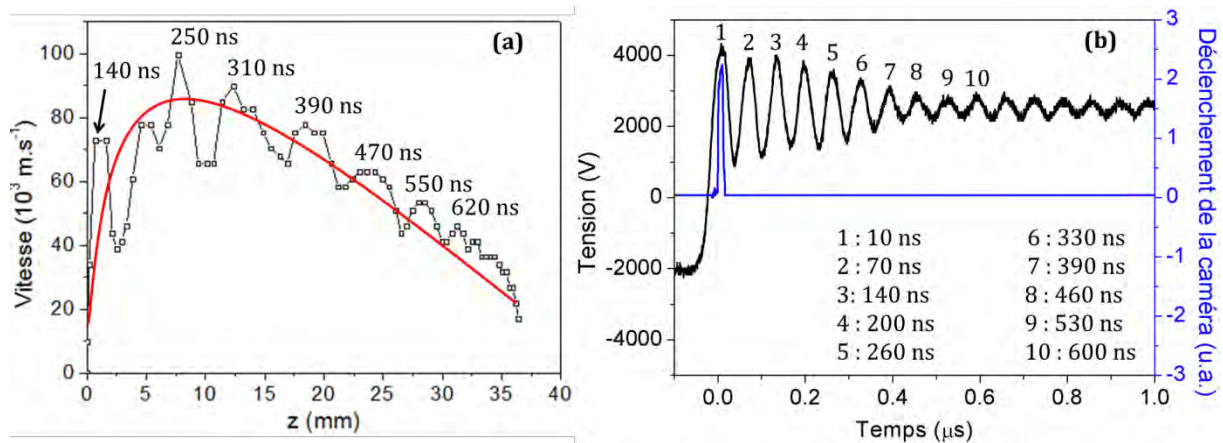 (a)
250 ns
140 ns
310 ns
390 ns
470 ns
550 ns
620 ns
Vitesse (10³ m.s⁻¹)
100
80
60
40
20
0
0 5 10 15 20 25 30 35 40
z (mm)
(b)
1 2 3 4 5 6 7 8 9 10
Tension (V)
4000
2000
0
-2000
-4000
1 : 10 ns
2 : 70 ns
3: 140 ns
4 : 200 ns
5 : 260 ns
6 : 330 ns
7 : 390 ns
8 : 460 ns
9 : 530 ns
10 : 600 ns
0.0 0.2 0.4 0.6 0.8 1.0
Temps (μs)
3
2
1
0
-1
-2
-3
Déclenchement de la caméra (u.a.)